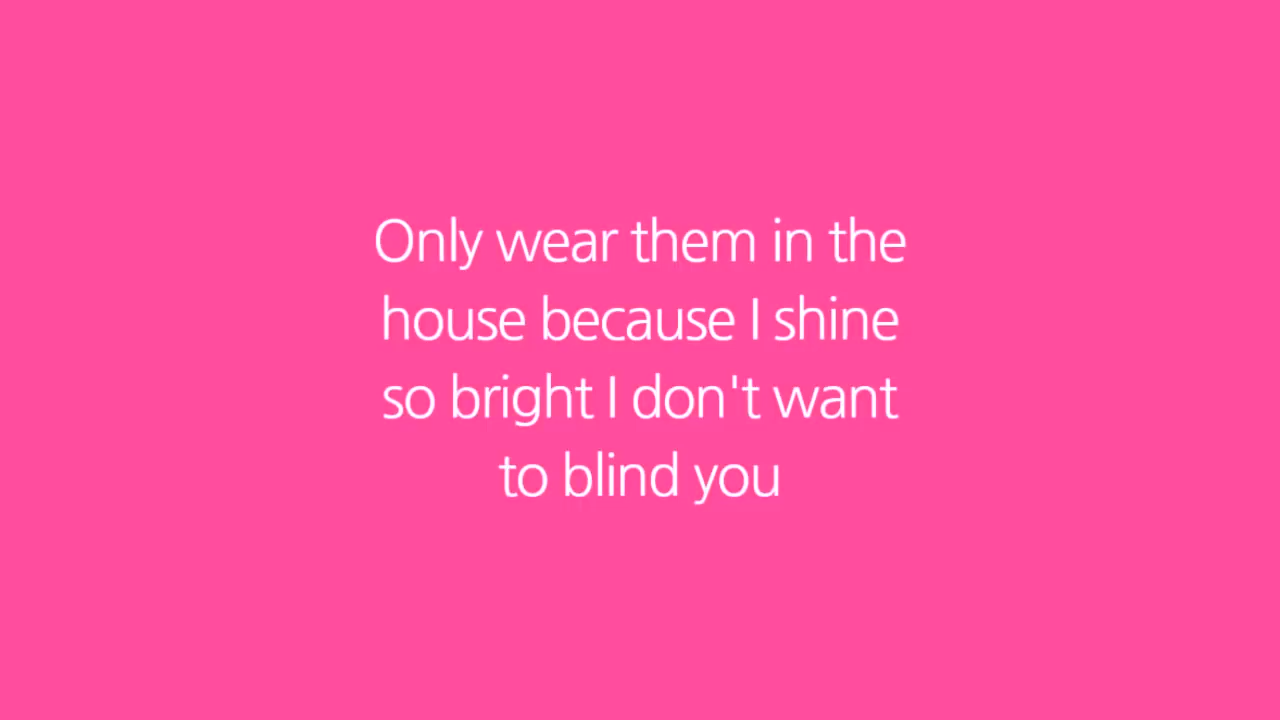 Only wear them in the
house because I shine
so bright I don't want
to blind you